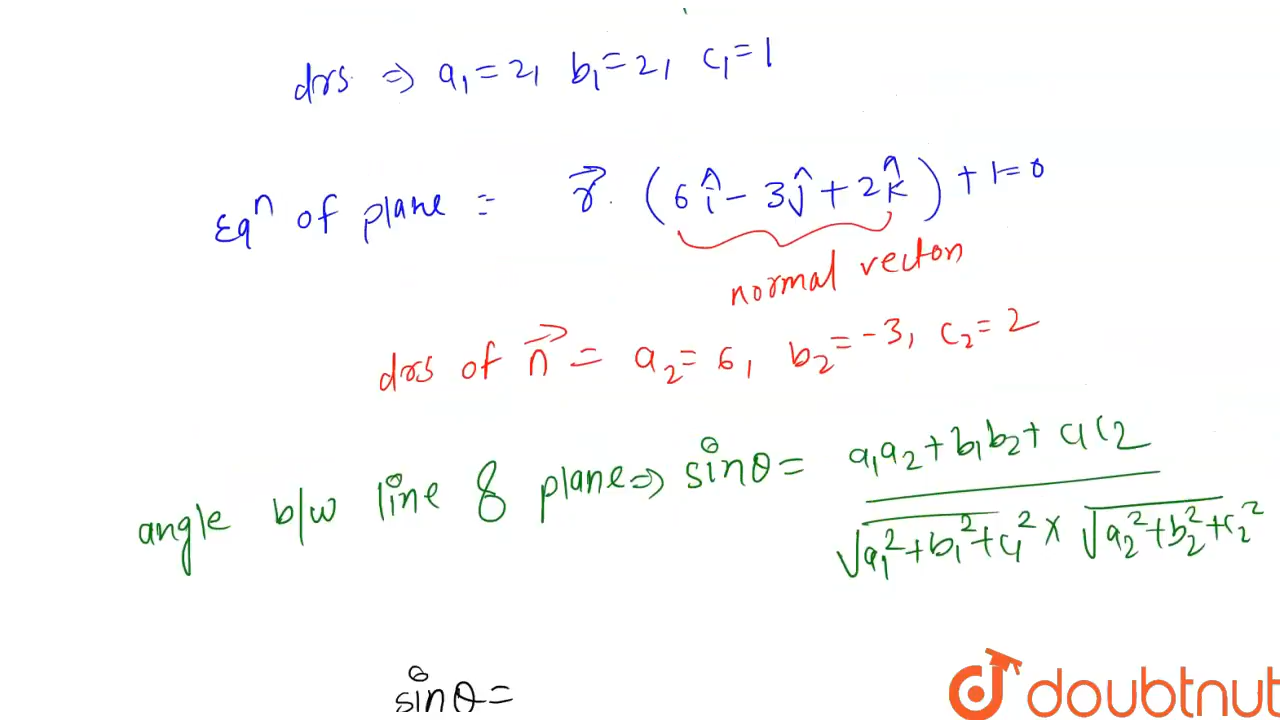 drs. ⇒ a₁=2, b₁=2, c₁=1
Eqⁿ of plane = r⃗. (6î-3ĵ+2k̂)+1=0
normal vector
drs of n⃗ = a₂=6, b₂=-3, c₂=2
angle b/w line & plane ⇒ sinθ= a₁a₂+b₁b₂+c₁c₂
√a₁²+b₁²+c₁² × √a₂²+b₂²+c₂²
sinθ=
doubtnut